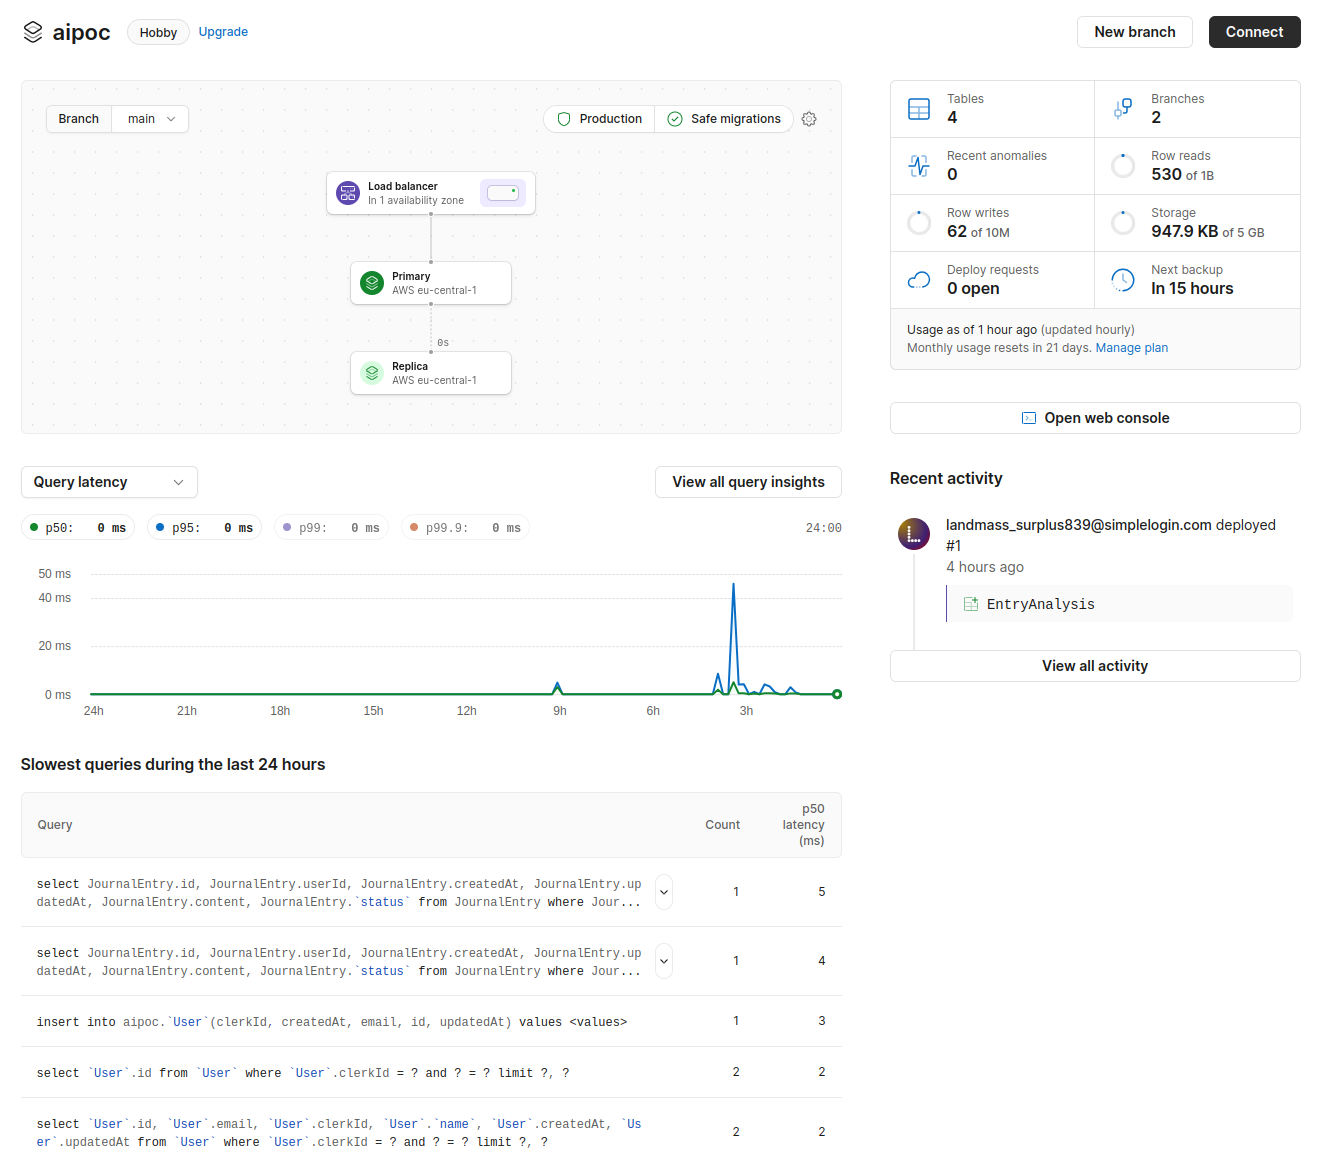 aipoc
Hobby
Upgrade
New branch
Connect
Branch
main
Production
Safe migrations
Load balancer
In 1 availability zone
Primary
AWS eu-central-1
0s
Replica
AWS eu-central-1
Tables
4
Branches
2
Recent anomalies
0
Row reads
530 of 1B
Row writes
62 of 10M
Storage
947.9 KB of 5 GB
Deploy requests
0 open
Next backup
In 15 hours
Usage as of 1 hour ago (updated hourly)
Monthly usage resets in 21 days. Manage plan
Open web console
Query latency
View all query insights
p50: 0 ms
p95: 0 ms
p99: 0 ms
p99.9: 0 ms
24:00
50 ms
40 ms
20 ms
0 ms
24h
21h
18h
15h
12h
9h
6h
3h
Recent activity
landmass_surplus839@simplelogin.com deployed
#1
4 hours ago
EntryAnalysis
View all activity
Slowest queries during the last 24 hours
Query
Count
p50
latency
(ms)
select JournalEntry.id, JournalEntry.userId, JournalEntry.createdAt, JournalEntry.up
datedAt, JournalEntry.content, JournalEntry.`status` from JournalEntry where Jour...
1
5
select JournalEntry.id, JournalEntry.userId, JournalEntry.createdAt, JournalEntry.up
datedAt, JournalEntry.content, JournalEntry.`status` from JournalEntry where Jour...
1
4
insert into aipoc.`User`(clerkId, createdAt, email, id, updatedAt) values <values>
1
3
select `User`.id from `User` where `User`.clerkId = ? and ? = ? limit ?, ?
2
2
select `User`.id, `User`.email, `User`.clerkId, `User`.`name`, `User`.createdAt, `Us
er`.updatedAt from `User` where `User`.clerkId = ? and ? = ? limit ?, ?
2
2